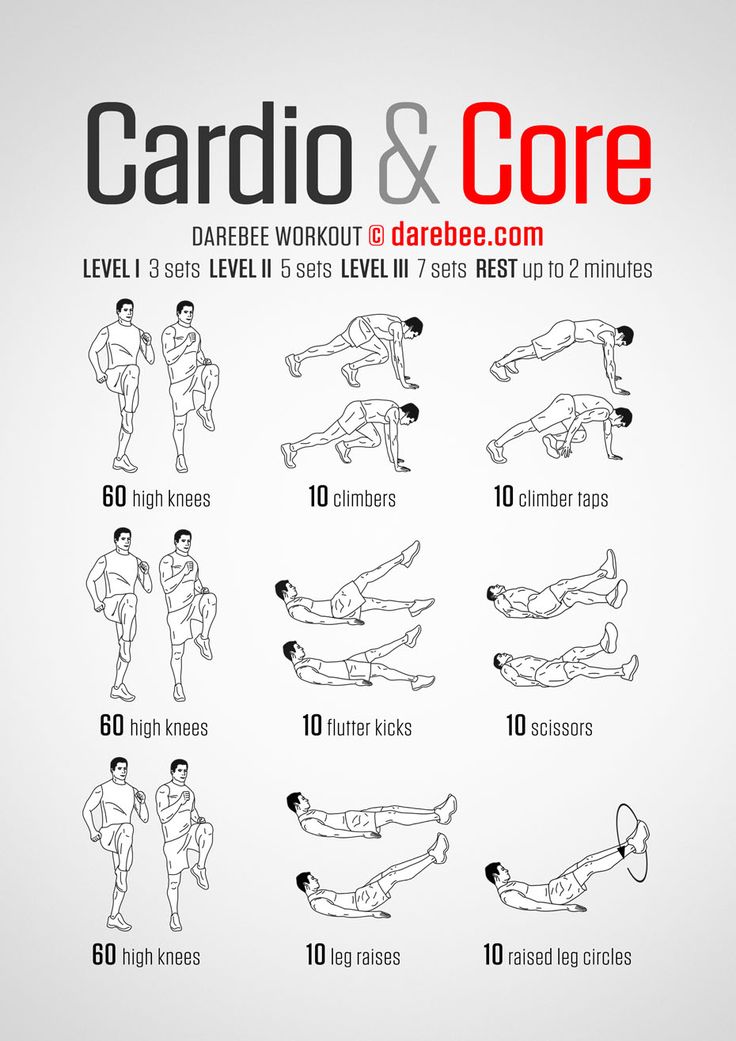 Cardio & Core
DAREBEE WORKOUT © darebee.com
LEVEL I 3 sets LEVEL II 5 sets LEVEL III 7 sets REST up to 2 minutes
60 high knees
10 climbers
10 climber taps
60 high knees
10 flutter kicks
10 scissors
60 high knees
10 leg raises
10 raised leg circles